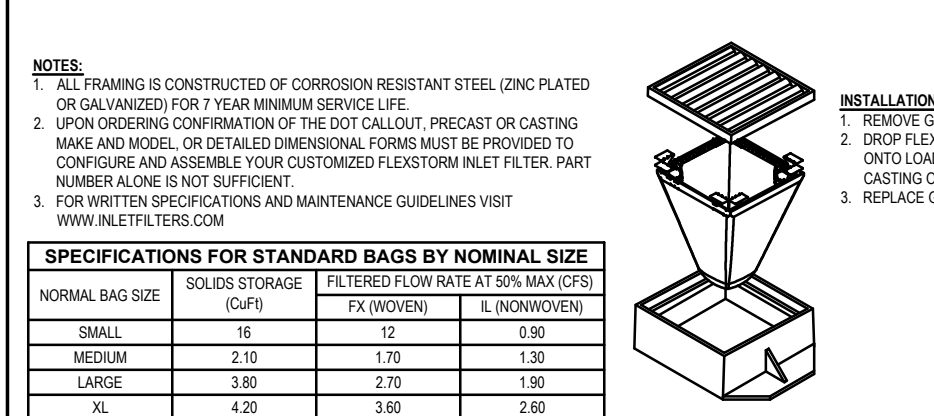 NOTES:
1. ALL FRAMING IS CONSTRUCTED OF CORROSION RESISTANT STEEL (ZINC PLATED
OR GALVANIZED) FOR 7 YEAR MINIMUM SERVICE LIFE.
2. UPON ORDERING CONFIRMATION OF THE DOT CALLOUT, PRECAST OR CASTING
MAKE AND MODEL, OR DETAILED DIMENSIONAL FORMS MUST BE PROVIDED TO
CONFIGURE AND ASSEMBLE YOUR CUSTOMIZED FLEXSTORM INLET FILTER. PART
NUMBER ALONE IS NOT SUFFICIENT.
3. FOR WRITTEN SPECIFICATIONS AND MAINTENANCE GUIDELINES VISIT
WWW.INLETFILTERS.COM
SPECIFICATIONS FOR STANDARD BAGS BY NOMINAL SIZE
NORMAL BAG SIZE SOLIDS STORAGE (CuFt) FILTERED FLOW RATE AT 50% MAX (CFS)
FX (WOVEN) IL (NONWOVEN)
SMALL 16 12 0.90
MEDIUM 2.10 1.70 1.30
LARGE 3.80 2.70 1.90
XL 4.20 3.60 2.60
INSTALLATION
1. REMOVE G
2. DROP FLEX
ONTO LOA
CASTING C
3. REPLACE G